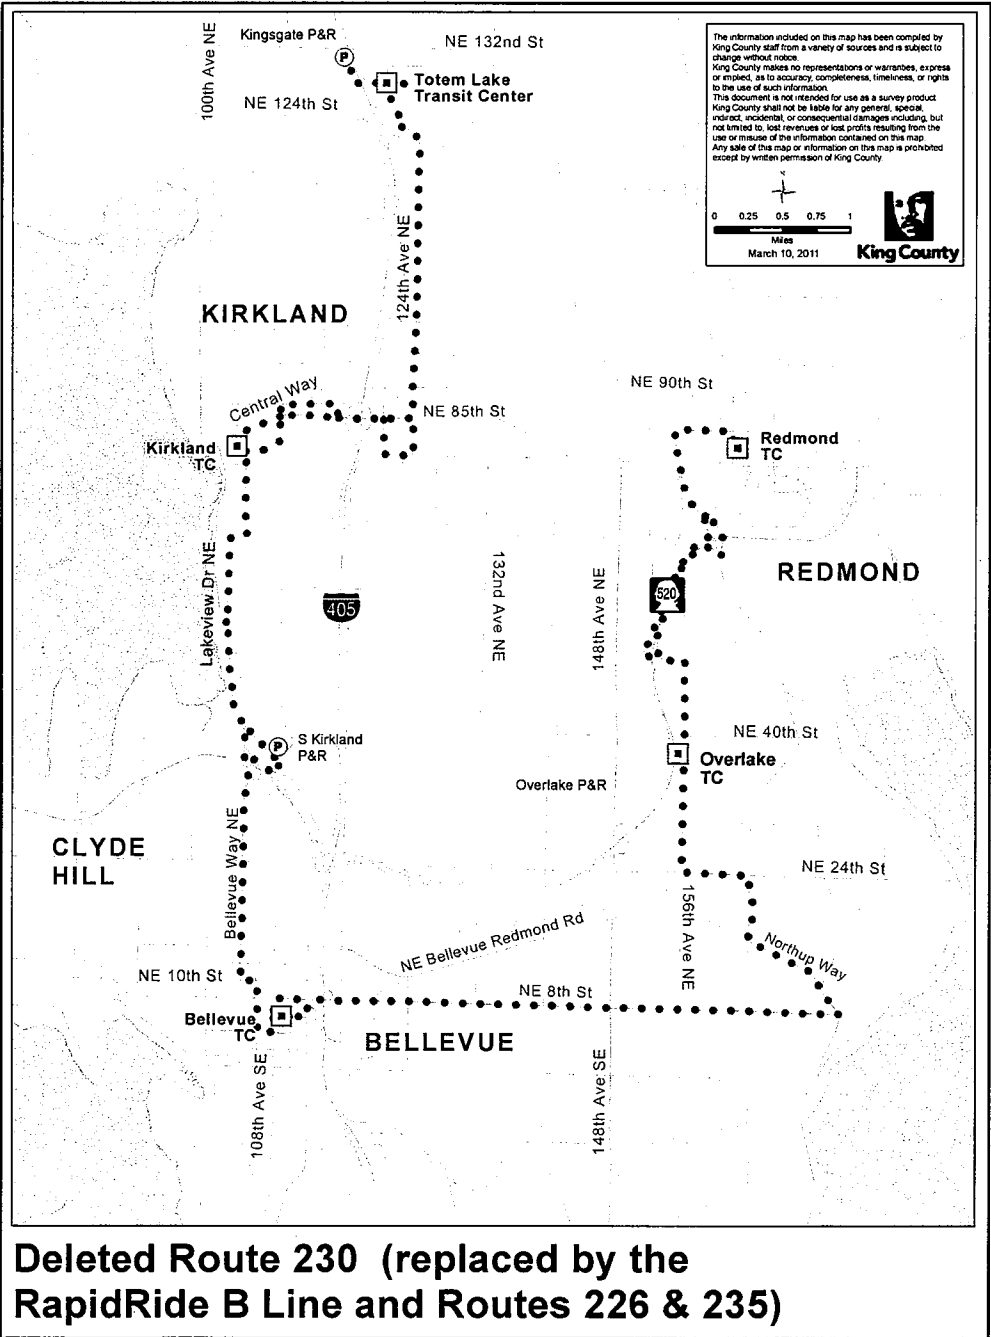 Kingsgate P&R
NE 132nd St
100th Ave NE
Totem Lake
Transit Center
NE 124th St
The information included on this map has been compiled by
King County staff from a variety of sources and is subject to
change without notice.
King County makes no representations or warranties, express
or implied, as to accuracy, completeness, timeliness, or rights
to the use of such information.
This document is not intended for use as a survey product
King County shall not be liable for any general, special,
indirect, incidental, or consequential damages including, but
not limited to, lost revenues or lost profits resulting from the
use or misuse of the information contained on this map.
Any sale of this map or information on this map is prohibited
except by written permission of King County.
N
0 0.25 0.5 0.75 1
Miles
March 10, 2011
King County
124th Ave NE
KIRKLAND
Central Way
NE 85th St
NE 90th St
Kirkland
TC
Redmond
TC
Lakeview Dr NE
405
132nd Ave NE
148th Ave NE
520
REDMOND
P
P
S Kirkland
P&R
NE 40th St
Overlake
TC
Overlake P&R
CLYDE
HILL
Bellevue Way NE
NE 24th St
156th Ave NE
Northup Way
NE Bellevue Redmond Rd
NE 10th St
NE 8th St
Bellevue
TC
BELLEVUE
108th Ave SE
148th Ave SE
Deleted Route 230 (replaced by the
RapidRide B Line and Routes 226 & 235)